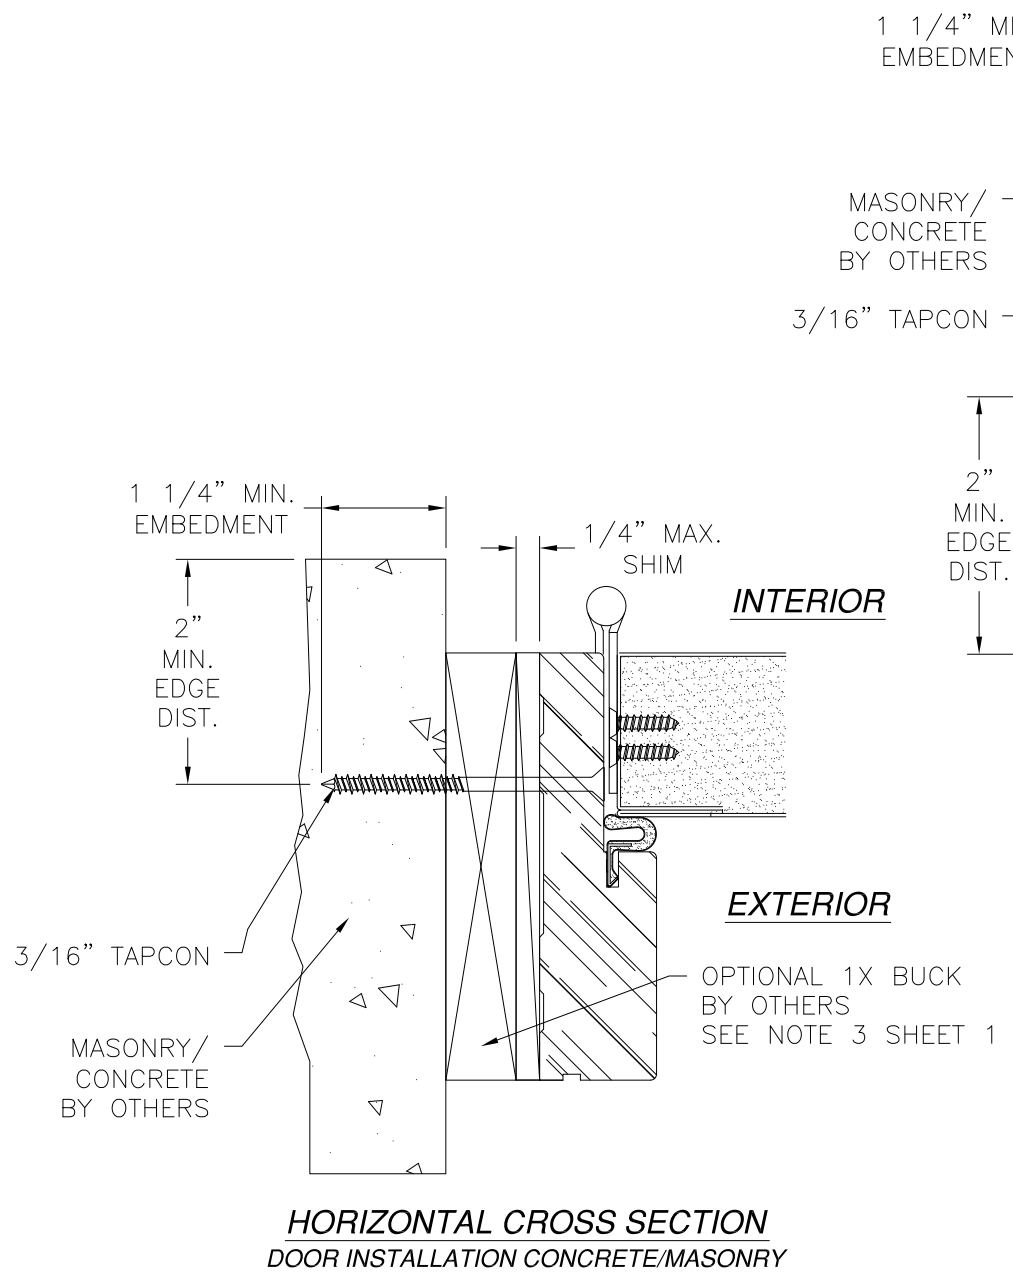 1 1/4” MI
EMBEDMEN
MASONRY/
CONCRETE
BY OTHERS
3/16” TAPCON
2”
MIN.
EDGE
DIST.
1 1/4” MIN.
EMBEDMENT
1/4” MAX.
SHIM
INTERIOR
2”
MIN.
EDGE
DIST.
EXTERIOR
3/16” TAPCON
OPTIONAL 1X BUCK
BY OTHERS
SEE NOTE 3 SHEET 1
MASONRY/
CONCRETE
BY OTHERS
HORIZONTAL CROSS SECTION
DOOR INSTALLATION CONCRETE/MASONRY